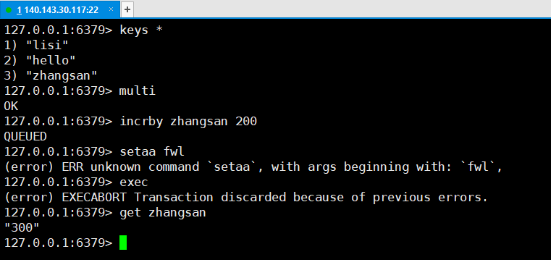 1 140.143.30.117:22 × +
127.0.0.1:6379> keys *
1) "lisi"
2) "hello"
3) "zhangsan"
127.0.0.1:6379> multi
OK
127.0.0.1:6379> incrby zhangsan 200
QUEUED
127.0.0.1:6379> setaa fwl
(error) ERR unknown command `setaa`, with args beginning with: `fwl`,
127.0.0.1:6379> exec
(error) EXECABORT Transaction discarded because of previous errors.
127.0.0.1:6379> get zhangsan
"300"
127.0.0.1:6379>